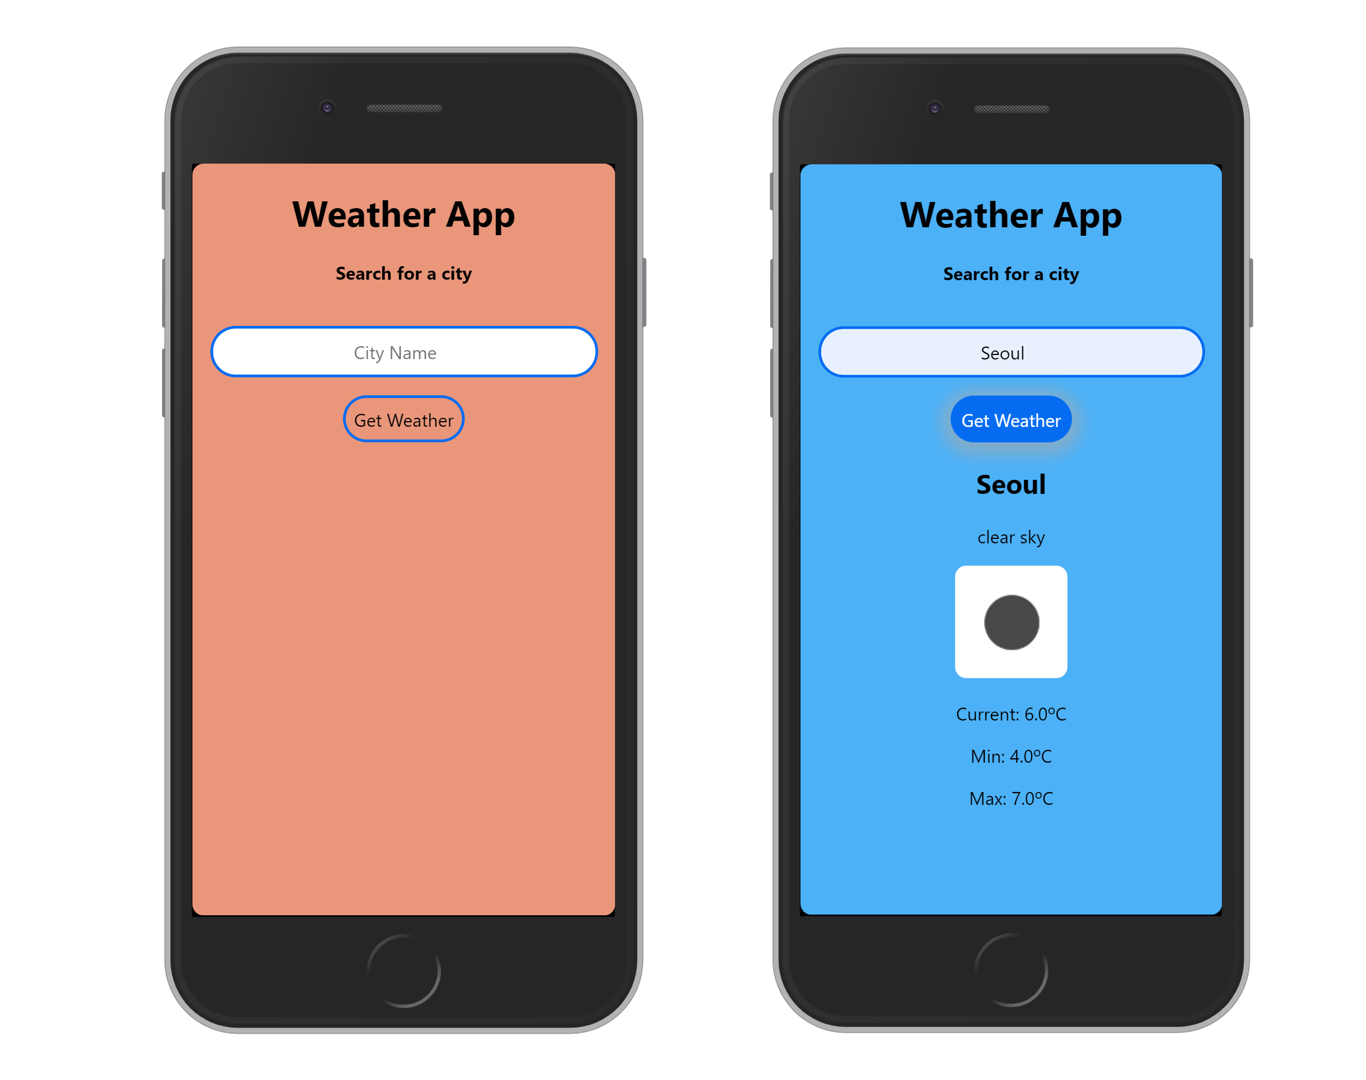 Weather App
Search for a city
City Name
Get Weather
Weather App
Search for a city
Seoul
Get Weather
Seoul
clear sky
Current: 6.0ºC
Min: 4.0ºC
Max: 7.0ºC